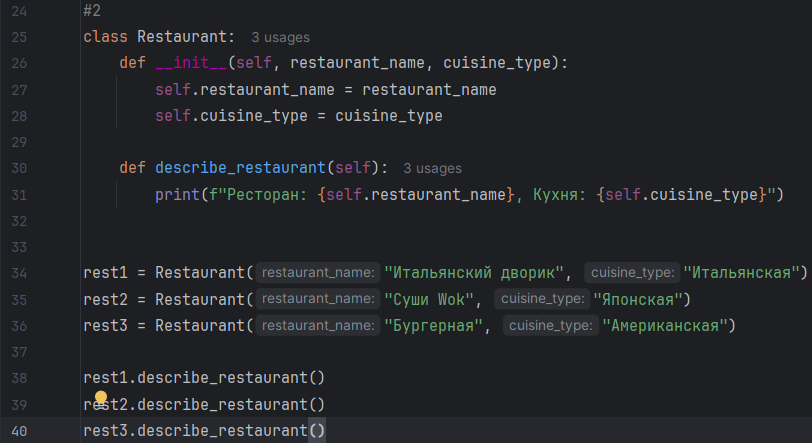 24 #2
25 class Restaurant: 3 usages
26     def __init__(self, restaurant_name, cuisine_type):
27         self.restaurant_name = restaurant_name
28         self.cuisine_type = cuisine_type
29
30     def describe_restaurant(self): 3 usages
31         print(f"Ресторан: {self.restaurant_name}, Кухня: {self.cuisine_type}")
32
33
34 rest1 = Restaurant( restaurant_name: "Итальянский дворик", cuisine_type: "Итальянская")
35 rest2 = Restaurant( restaurant_name: "Суши Wok", cuisine_type: "Японская")
36 rest3 = Restaurant( restaurant_name: "Бургерная", cuisine_type: "Американская")
37
38 rest1.describe_restaurant()
39 rest2.describe_restaurant()
40 rest3.describe_restaurant()